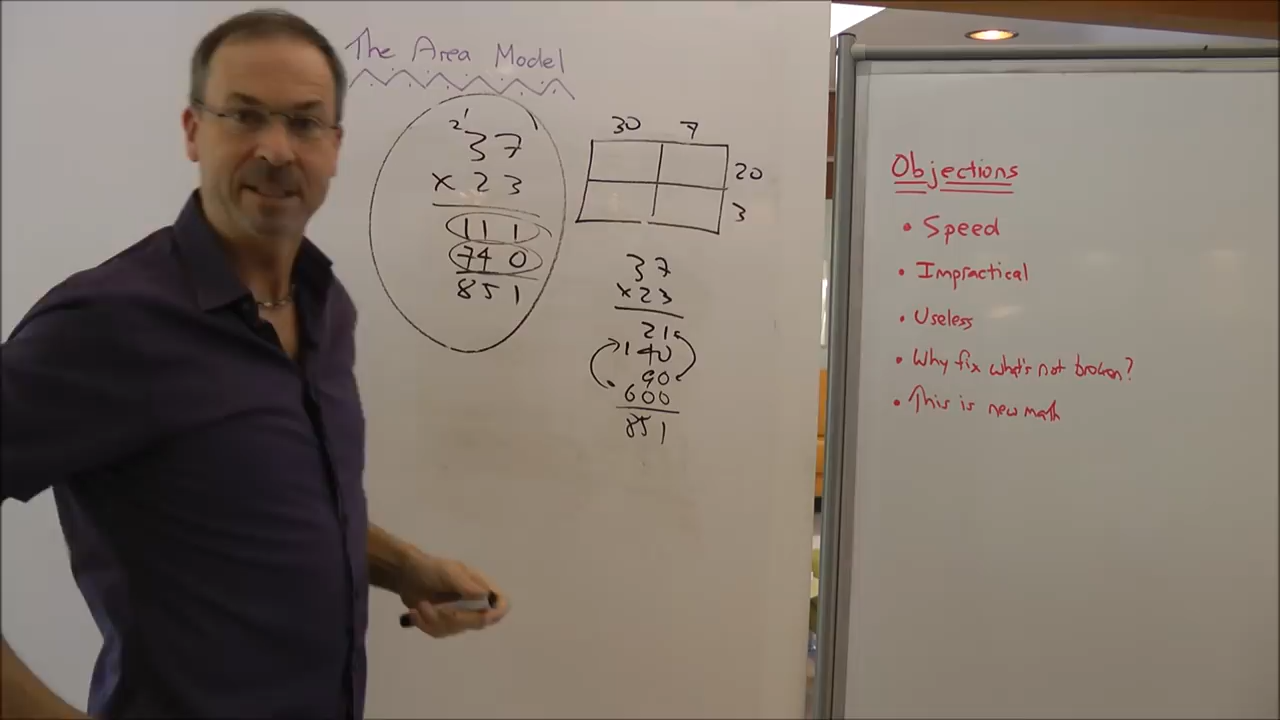 The Area Model
2 1
37
x 23
111
740
851
30 7
20
3
37
x23
21
140
90
600
851
Objections
• Speed
• Impractical
• Useless
• Why fix what's not broken?
• This is new math